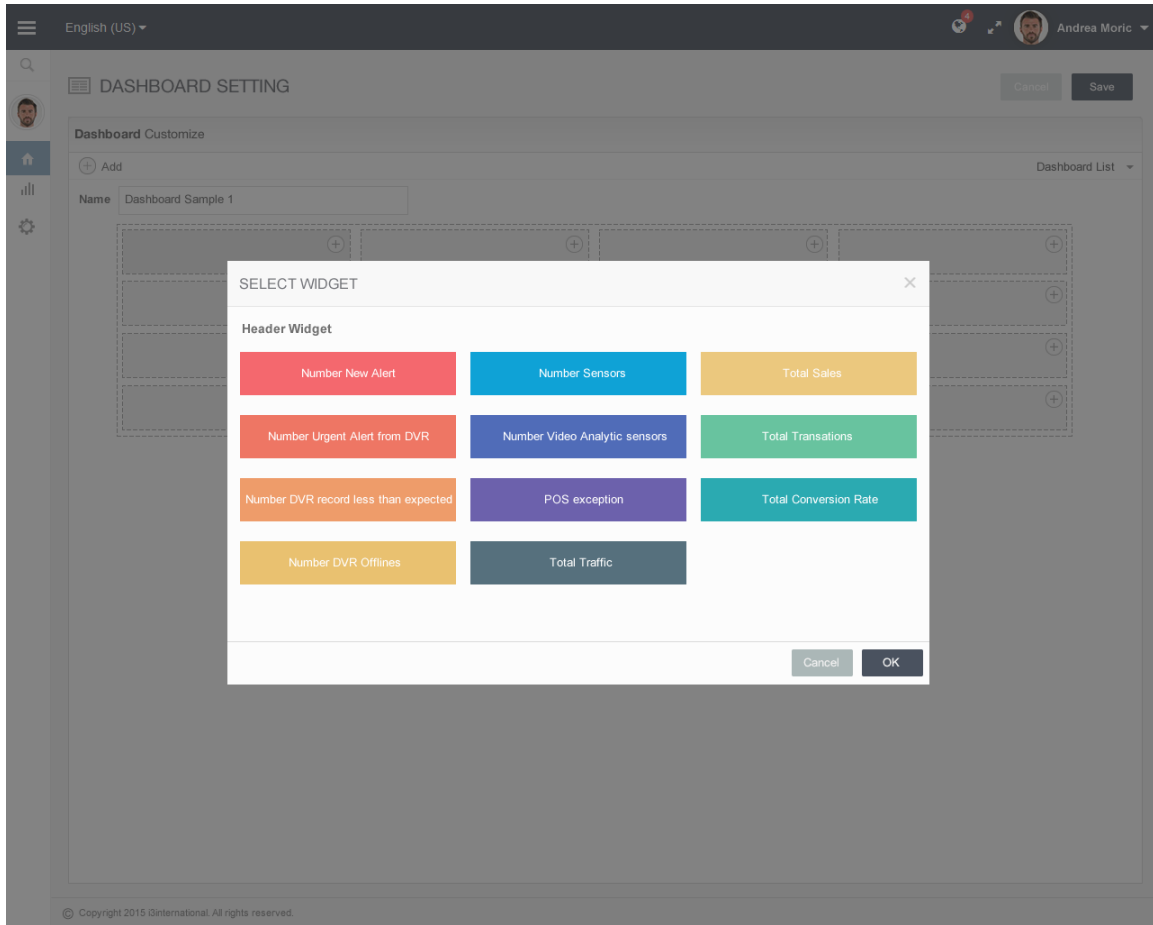 English (US)
4
Andrea Moric
DASHBOARD SETTING
Cancel
Save
Dashboard Customize
Add
Dashboard List
Name
Dashboard Sample 1
SELECT WIDGET
Header Widget
Number New Alert
Number Sensors
Total Sales
Number Urgent Alert from DVR
Number Video Analytic sensors
Total Transations
Number DVR record less than expected
POS exception
Total Conversion Rate
Number DVR Offlines
Total Traffic
Cancel
OK
© Copyright 2015 i3international. All rights reserved.